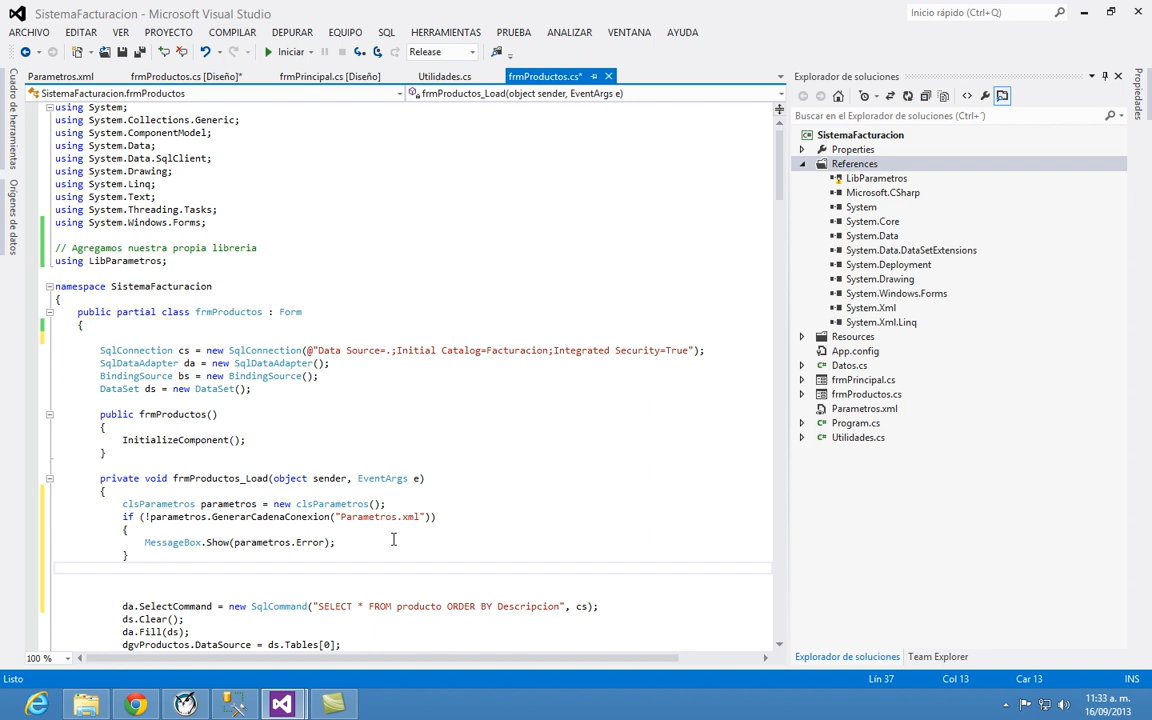 SistemaFacturacion - Microsoft Visual Studio
Inicio rápido (Ctrl+Q)
ARCHIVO EDITAR VER PROYECTO COMPILAR DEPURAR EQUIPO SQL HERRAMIENTAS PRUEBA ANALIZAR VENTANA AYUDA
Iniciar Release
Parametros.xml frmProductos.cs [Diseño]* frmPrincipal.cs [Diseño] Utilidades.cs frmProductos.cs*
SistemaFacturacion.frmProductos frmProductos_Load(object sender, EventArgs e)
Cuadro de herramientas
Orígenes de datos
using System;
using System.Collections.Generic;
using System.ComponentModel;
using System.Data;
using System.Data.SqlClient;
using System.Drawing;
using System.Linq;
using System.Text;
using System.Threading.Tasks;
using System.Windows.Forms;
// Agregamos nuestra propia libreria
using LibParametros;
namespace SistemaFacturacion
{
public partial class frmProductos : Form
{
SqlConnection cs = new SqlConnection(@"Data Source=.;Initial Catalog=Facturacion;Integrated Security=True");
SqlDataAdapter da = new SqlDataAdapter();
BindingSource bs = new BindingSource();
DataSet ds = new DataSet();
public frmProductos()
{
InitializeComponent();
}
private void frmProductos_Load(object sender, EventArgs e)
{
clsParametros parametros = new clsParametros();
if (!parametros.GenerarCadenaConexion("Parametros.xml"))
{
MessageBox.Show(parametros.Error);
}
da.SelectCommand = new SqlCommand("SELECT * FROM producto ORDER BY Descripcion", cs);
ds.Clear();
da.Fill(ds);
dgvProductos.DataSource = ds.Tables[0];
100 %
Explorador de soluciones
Buscar en el Explorador de soluciones (Ctrl+¨)
SistemaFacturacion
Properties
References
LibParametros
Microsoft.CSharp
System
System.Core
System.Data
System.Data.DataSetExtensions
System.Deployment
System.Drawing
System.Windows.Forms
System.Xml
System.Xml.Linq
Resources
App.config
Datos.cs
frmPrincipal.cs
frmProductos.cs
Parametros.xml
Program.cs
Utilidades.cs
Explorador de soluciones Team Explorer
Propiedades
Listo Lín 37 Col 13 Car 13 INS
11:33 a. m.
16/09/2013